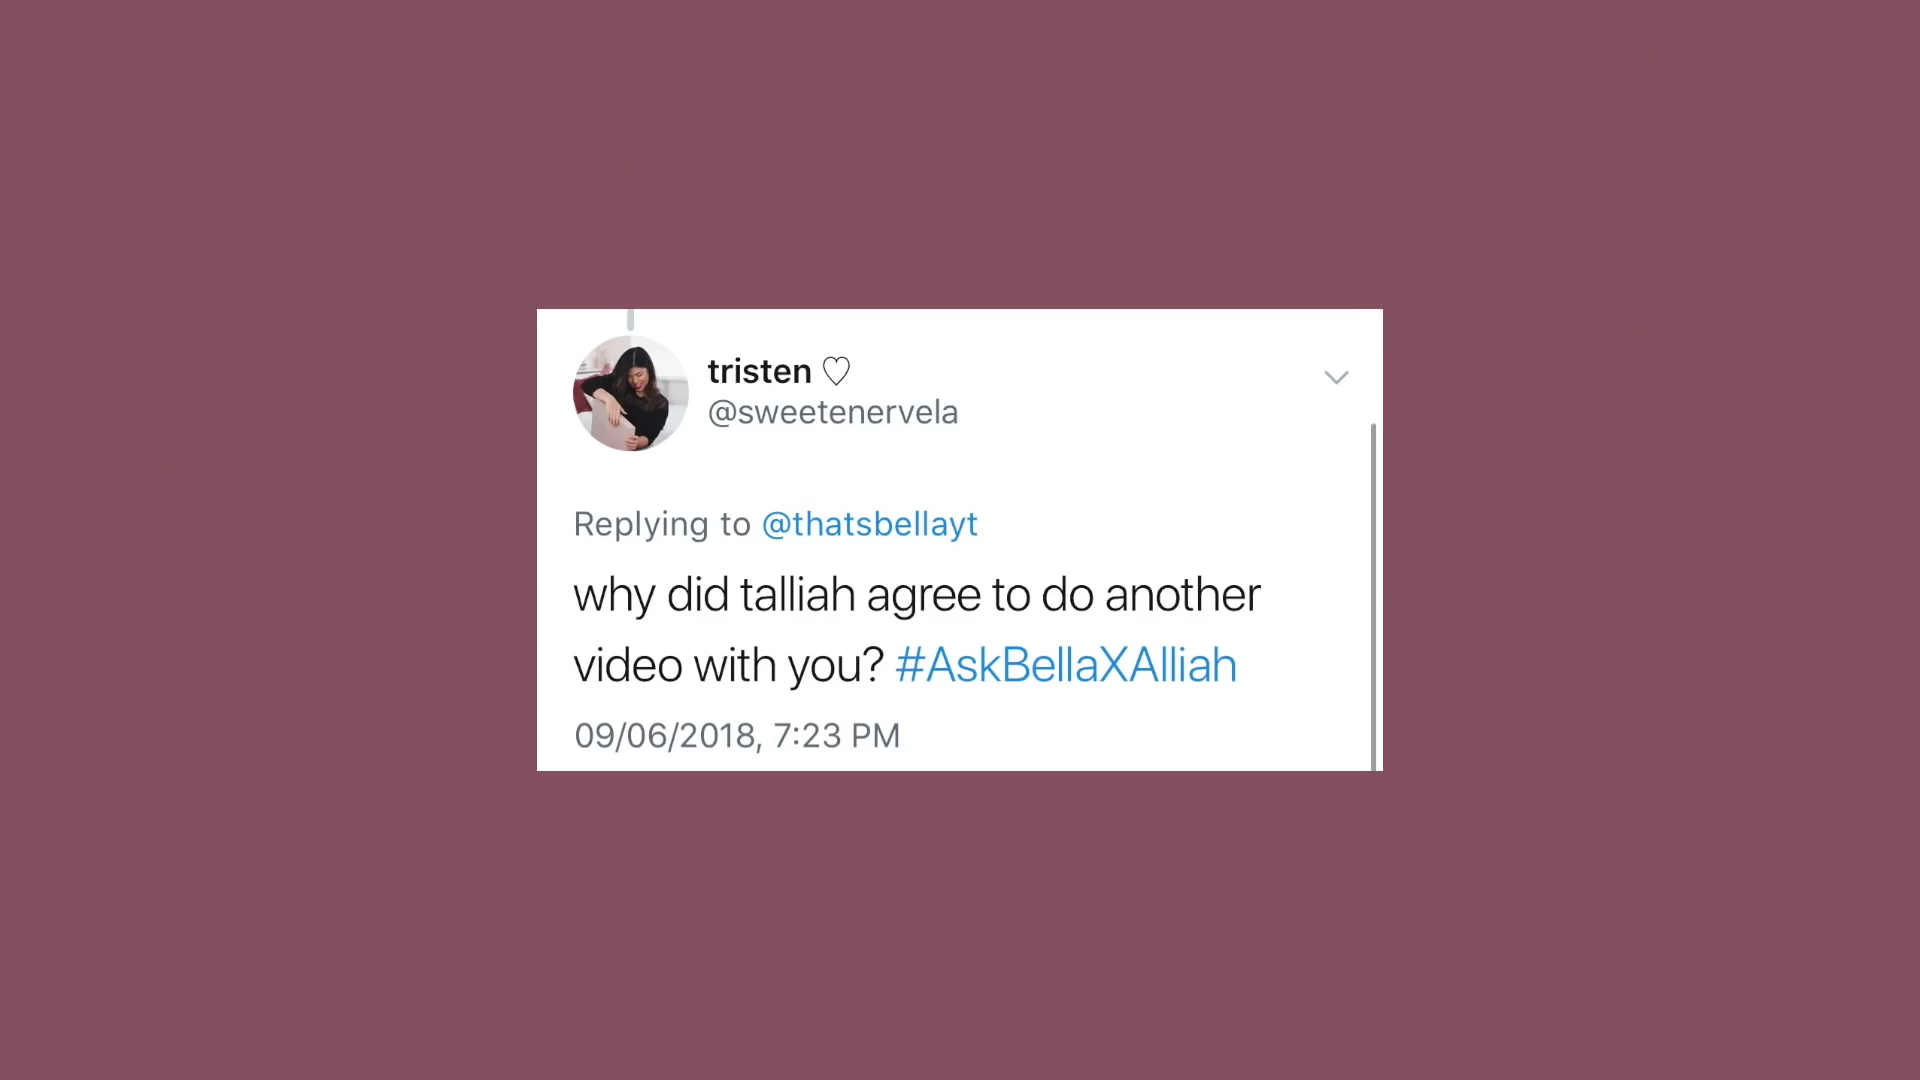 tristen ♡
@sweetenervela
Replying to @thatsbellayt
why did talliah agree to do another
video with you? #AskBellaXAlliah
09/06/2018, 7:23 PM